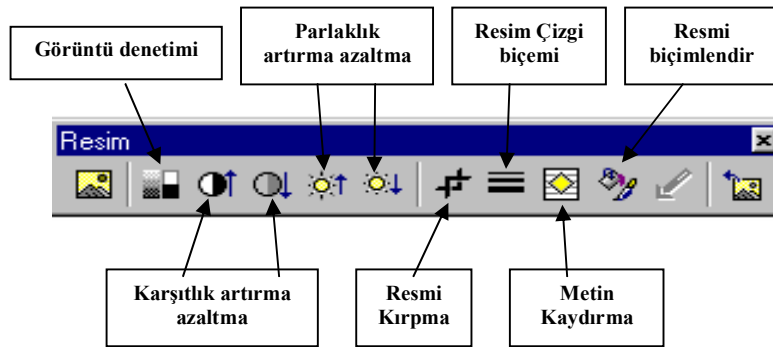 Görüntü denetimi
Parlaklık
artırma azaltma
Resim Çizgi
biçemi
Resmi
biçimlendir
Resim
Karşıtlık artırma
azaltma
Resmi
Kırpma
Metin
Kaydırma